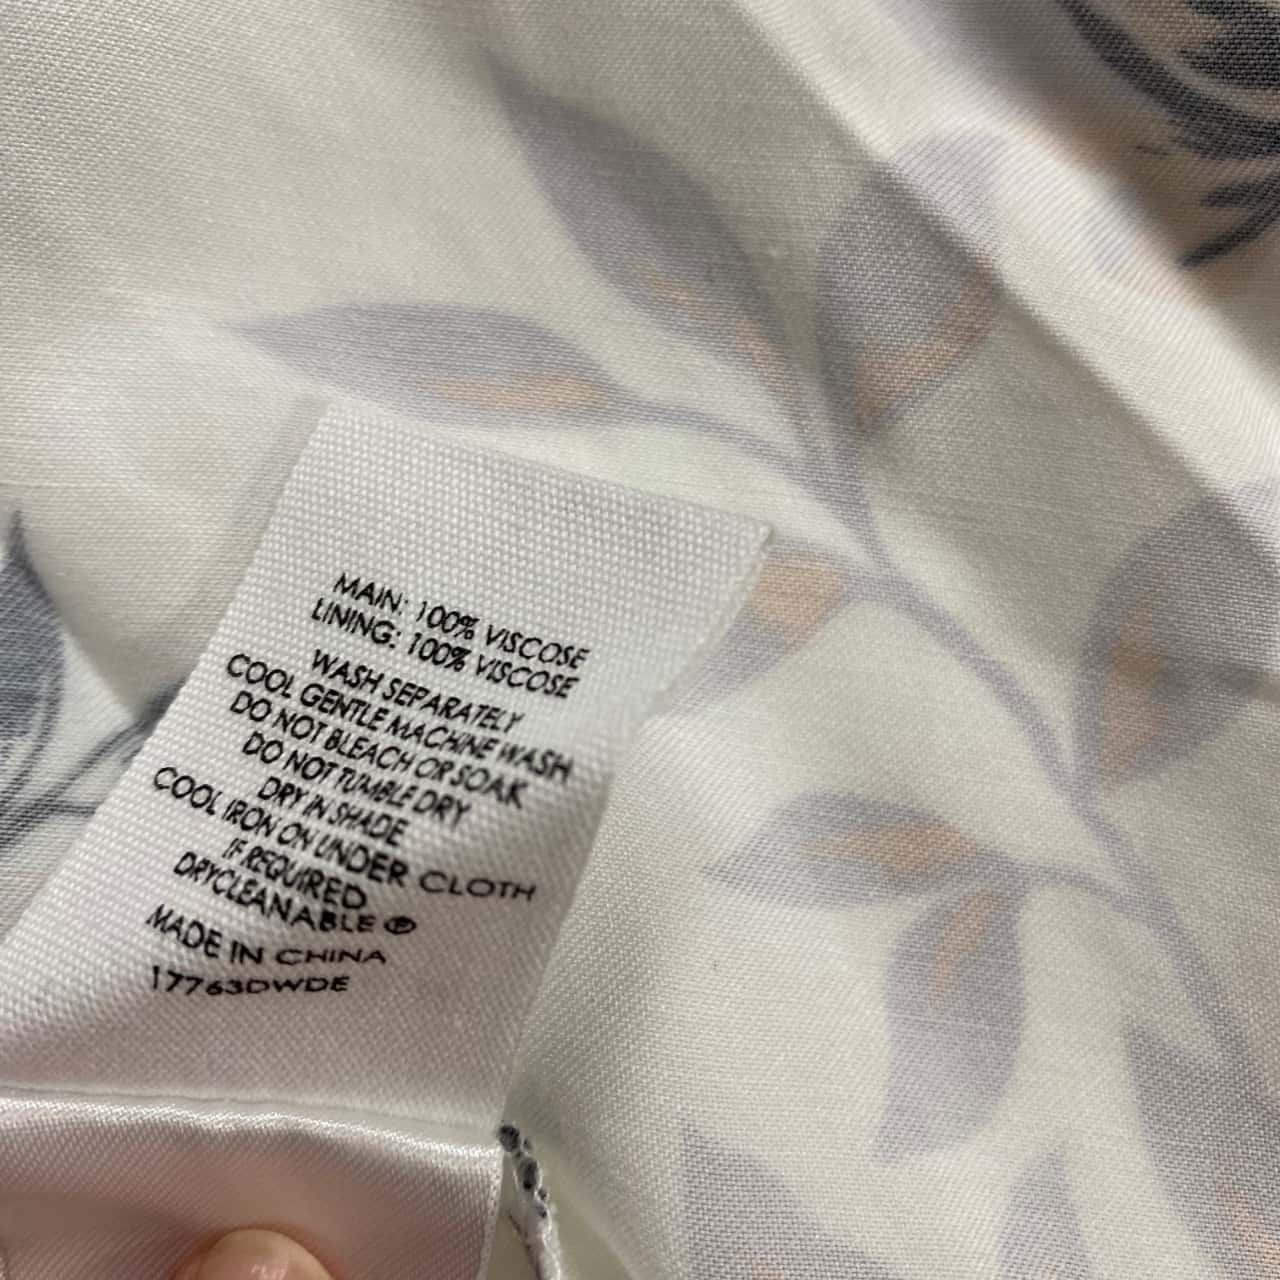 MAIN: 100% VISCOSE
LINING: 100% VISCOSE
WASH SEPARATELY
COOL GENTLE MACHINE WASH
DO NOT BLEACH OR SOAK
DO NOT TUMBLE DRY
DRY IN SHADE
COOL IRON ON UNDER CLOTH
IF REQUIRED
DRYCLEANABLE Ⓟ
MADE IN CHINA
17763DWDE